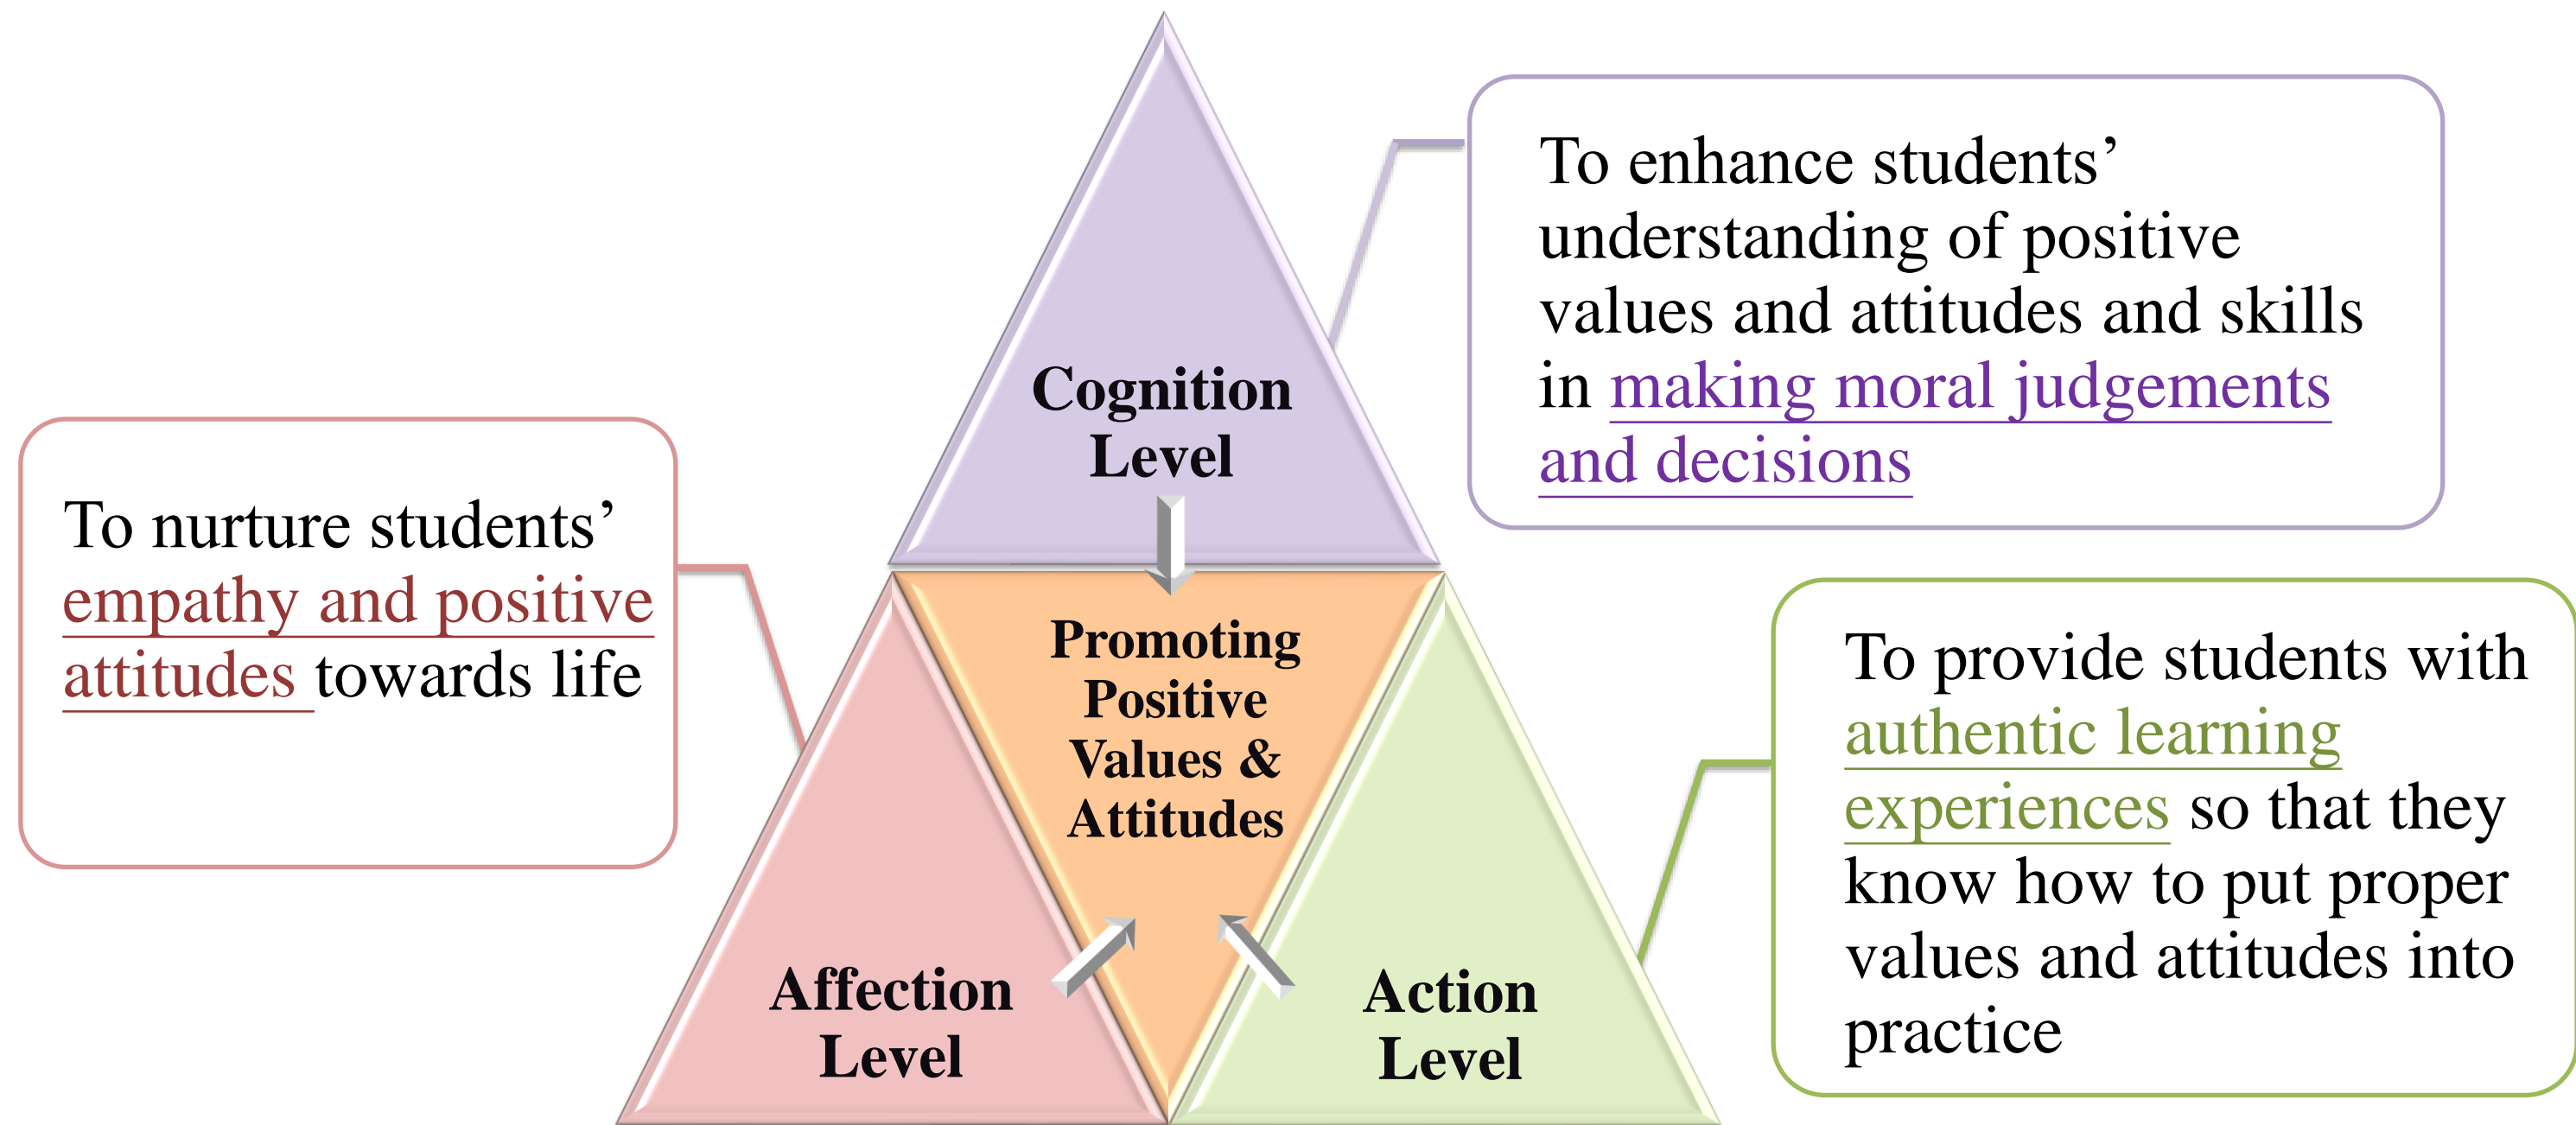 To enhance students’
understanding of positive
values and attitudes and skills
in making moral judgements
and decisions
Cognition
Level
To nurture students’
empathy and positive
attitudes towards life
Promoting
Positive
Values &
Attitudes
To provide students with
authentic learning
experiences so that they
know how to put proper
values and attitudes into
practice
Affection
Level
Action
Level